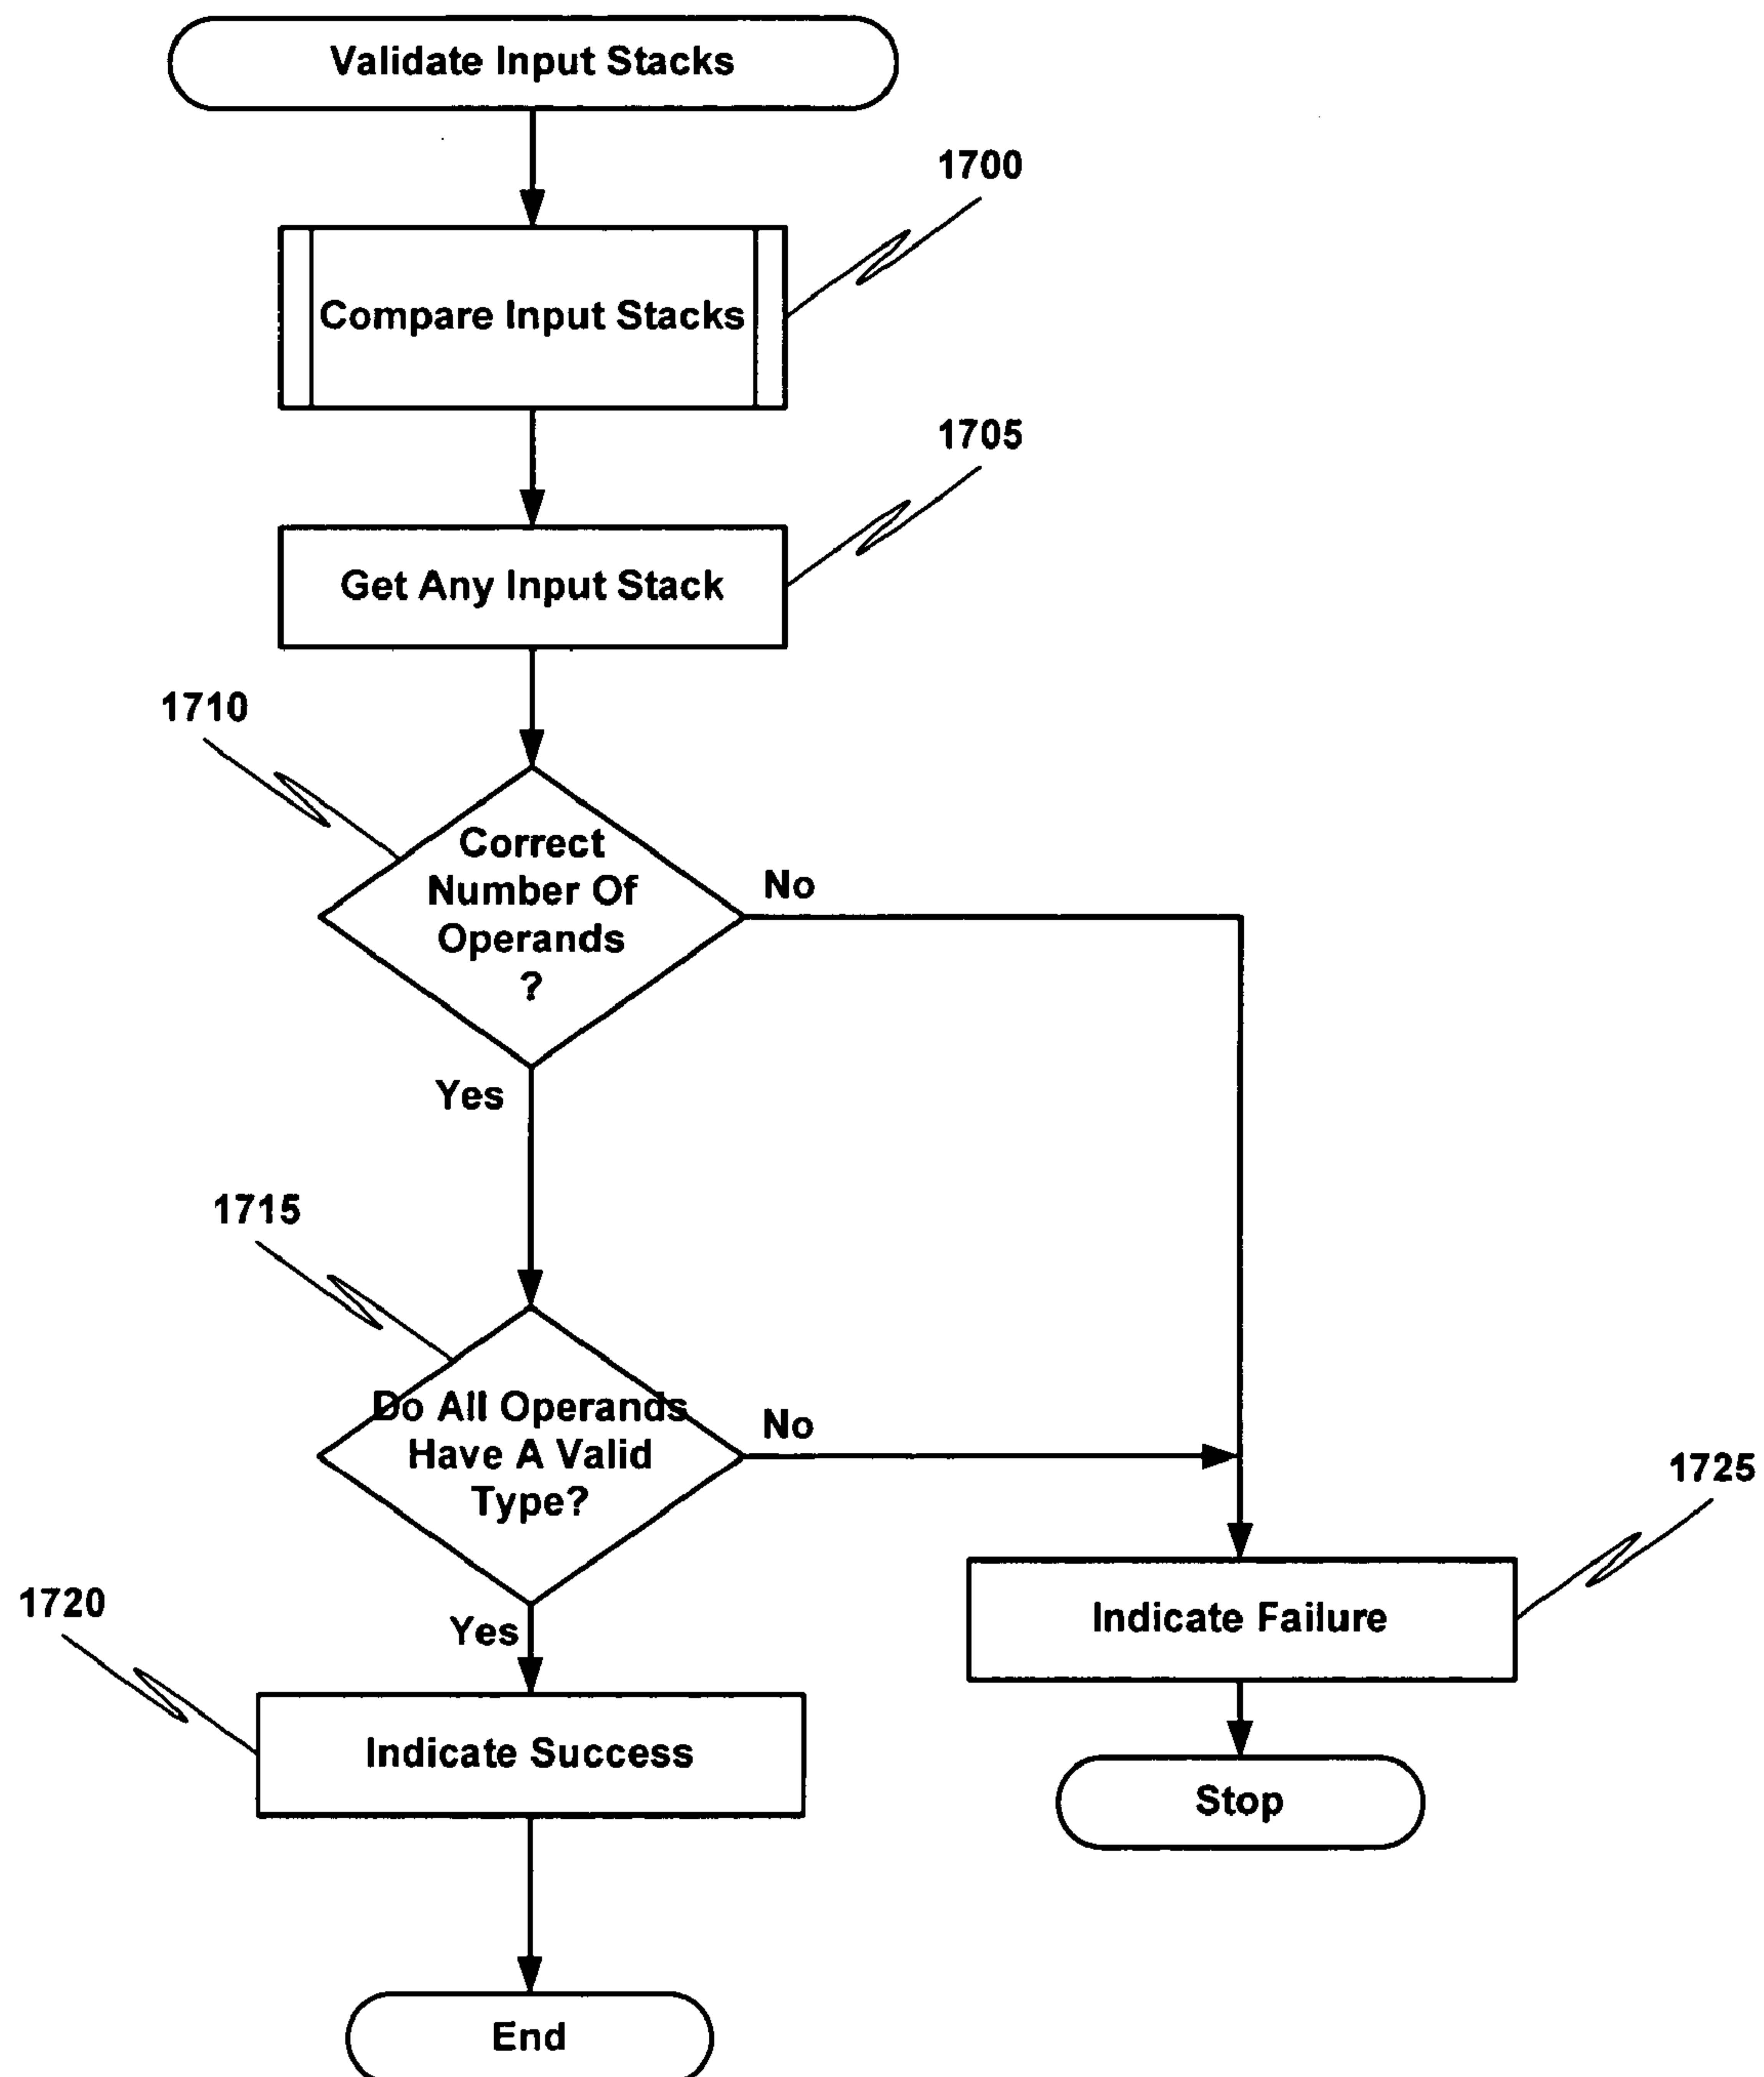 Validate Input Stacks
1700
Compare Input Stacks
1705
Get Any Input Stack
1710
Correct
Number Of
Operands
?
No
Yes
1715
Do All Operands
Have A Valid
Type?
No
1725
Indicate Failure
1720
Yes
Indicate Success
Stop
End